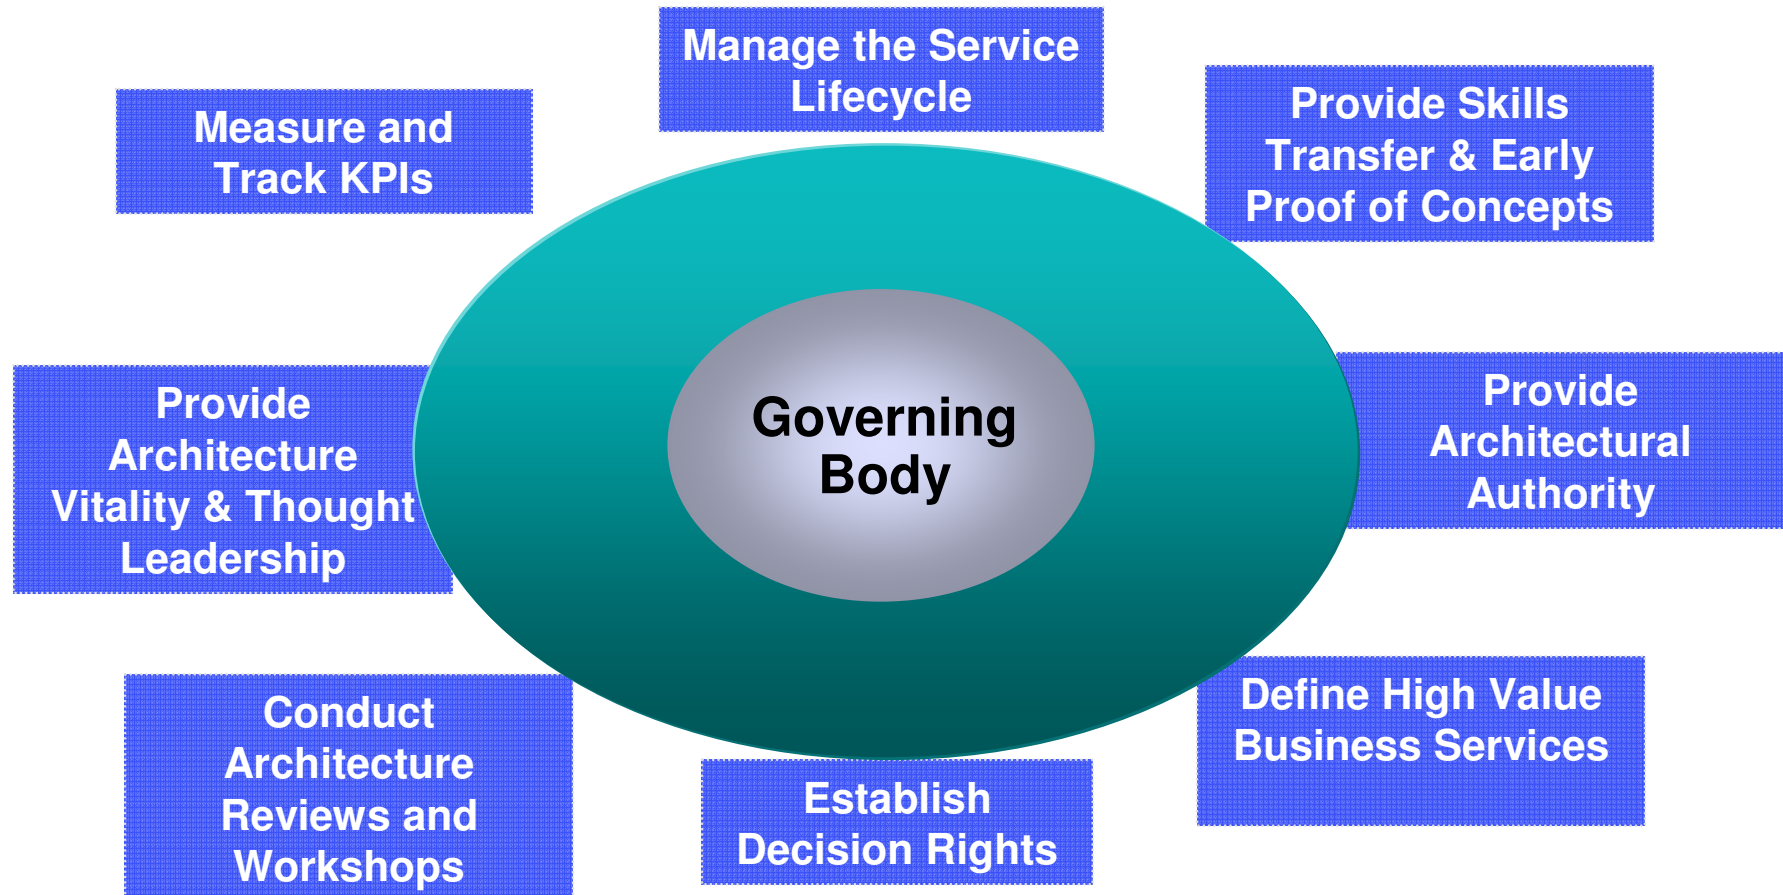 Manage the Service
Lifecycle
Measure and
Track KPIs
Provide Skills
Transfer & Early
Proof of Concepts
Provide
Architecture
Vitality & Thought
Leadership
Governing
Body
Provide
Architectural
Authority
Conduct
Architecture
Reviews and
Workshops
Establish
Decision Rights
Define High Value
Business Services